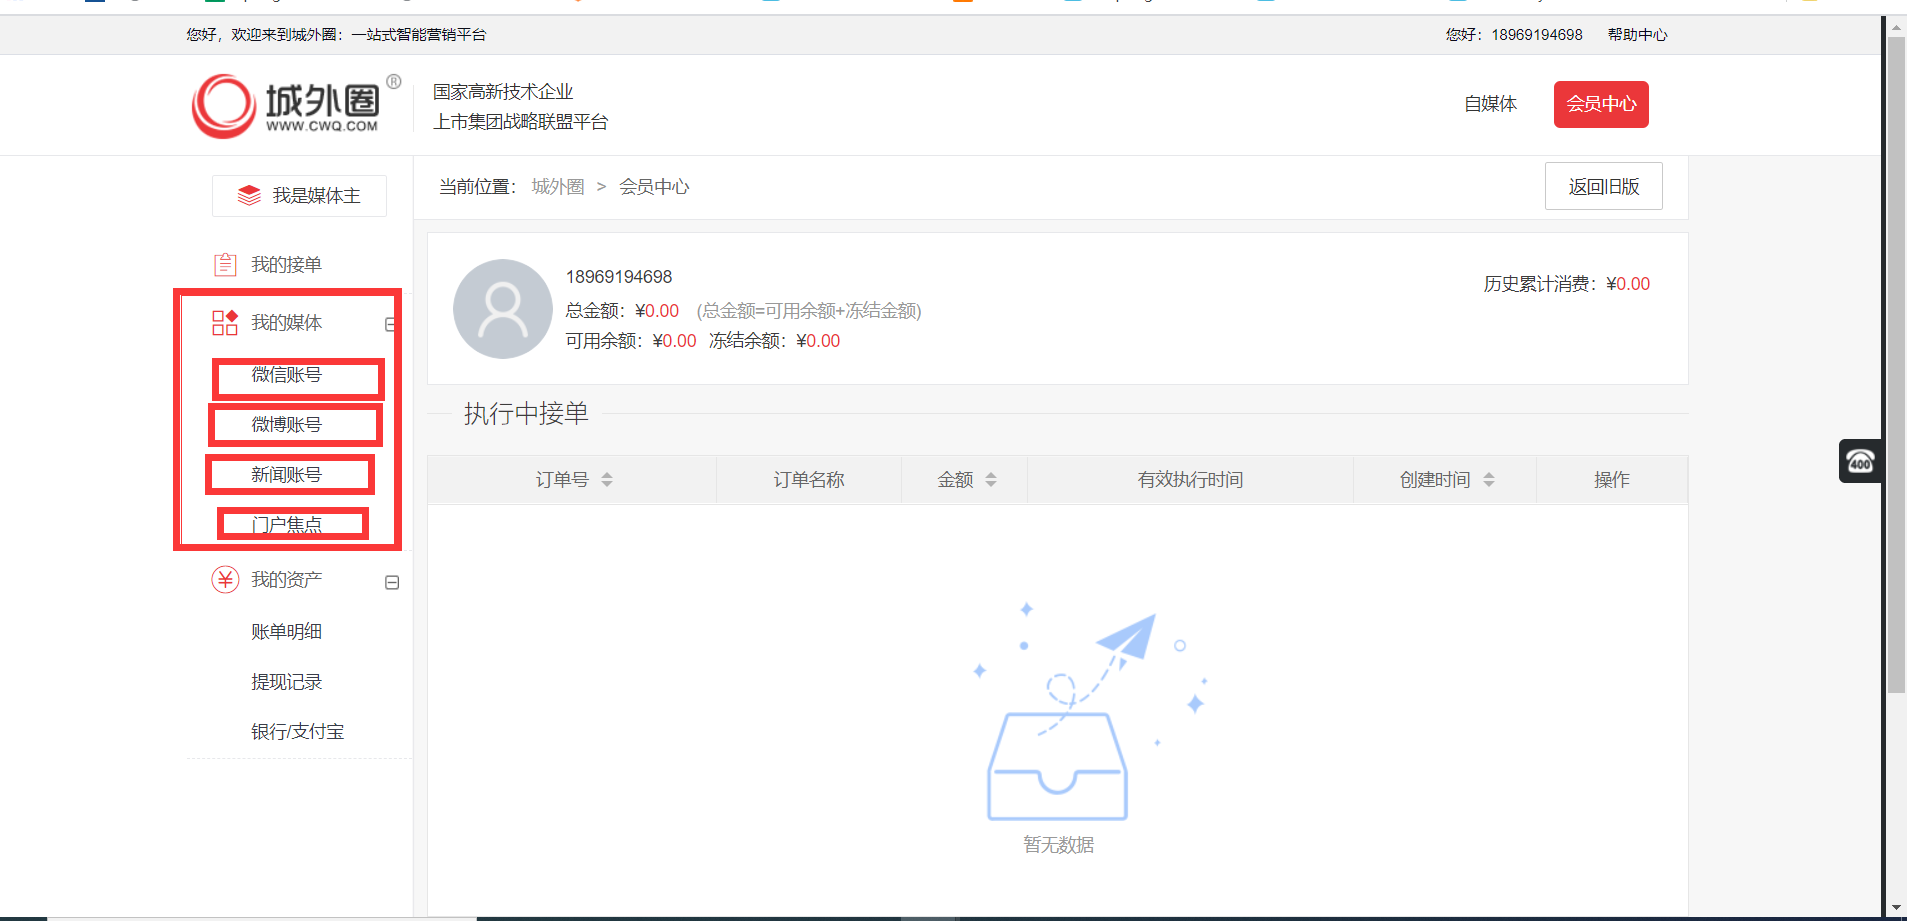 您好，欢迎来到城外圈：一站式智能营销平台
您好：18969194698 帮助中心
城外圈®
WWW.CWQ.COM
国家高新技术企业
上市集团战略联盟平台
自媒体
会员中心
我是媒体主
当前位置： 城外圈 > 会员中心
返回旧版
我的接单
我的媒体
微信账号
微博账号
新闻账号
门户焦点
我的资产
账单明细
提现记录
银行/支付宝
18969194698
总金额：¥0.00 (总金额=可用余额+冻结金额)
可用余额：¥0.00 冻结余额：¥0.00
历史累计消费：¥0.00
执行中接单
订单号 订单名称 金额 有效执行时间 创建时间 操作
暂无数据
400